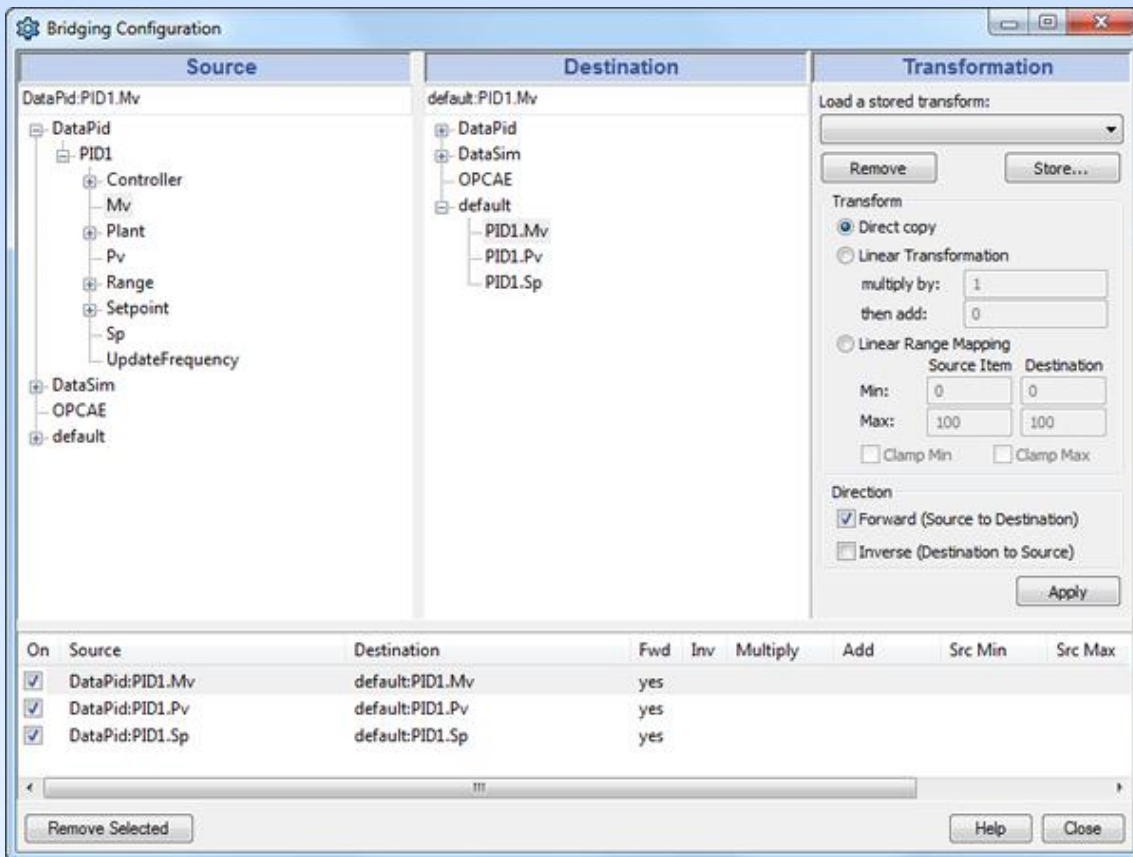 Bridging Configuration
Source
Destination
Transformation
DataPid:PID1.Mv
DataPid
PID1
Controller
Mv
Plant
Pv
Range
Setpoint
Sp
UpdateFrequency
DataSim
OPCAE
default
default:PID1.Mv
DataPid
DataSim
OPCAE
default
PID1.Mv
PID1.Pv
PID1.Sp
Load a stored transform:
Remove Store...
Transform
Direct copy
Linear Transformation
multiply by: 1
then add: 0
Linear Range Mapping
Source Item Destination
Min: 0 0
Max: 100 100
Clamp Min Clamp Max
Direction
Forward (Source to Destination)
Inverse (Destination to Source)
Apply
On Source Destination Fwd Inv Multiply Add Src Min Src Max
DataPid:PID1.Mv default:PID1.Mv yes
DataPid:PID1.Pv default:PID1.Pv yes
DataPid:PID1.Sp default:PID1.Sp yes
Remove Selected Help Close